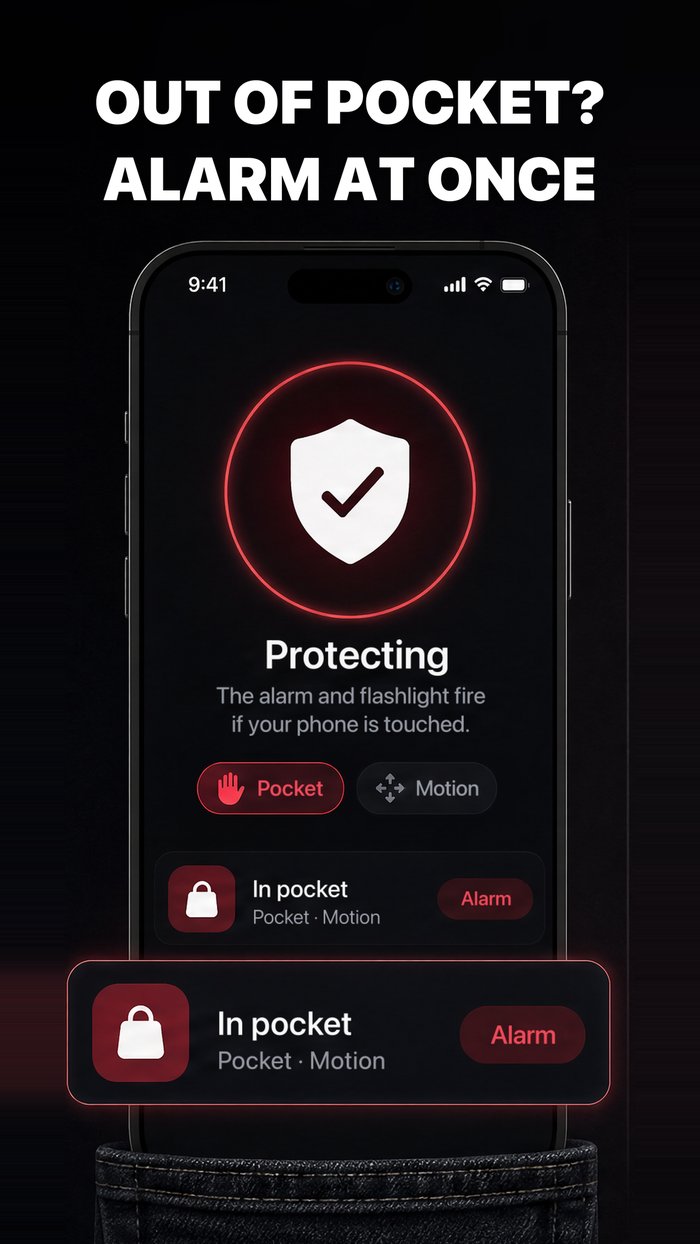 OUT OF POCKET?
ALARM AT ONCE
9:41
Protecting
The alarm and flashlight fire
if your phone is touched.
Pocket
Motion
In pocket
Pocket · Motion
Alarm
In pocket
Pocket · Motion
Alarm